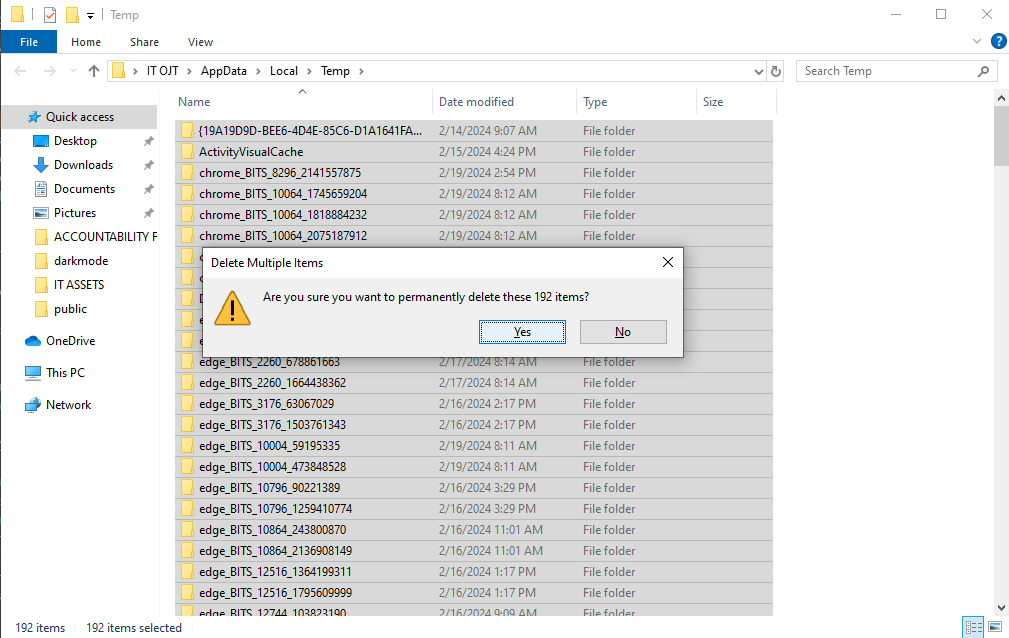 Temp
File Home Share View
IT OJT > AppData > Local > Temp >
Search Temp
Name Date modified Type Size
Quick access
Desktop
Downloads
Documents
Pictures
ACCOUNTABILITY F
darkmode
IT ASSETS
public
OneDrive
This PC
Network
{19A19D9D-BEE6-4D4E-85C6-D1A1641FA... 2/14/2024 9:07 AM File folder
ActivityVisualCache 2/15/2024 4:24 PM File folder
chrome_BITS_8296_2141557875 2/19/2024 2:54 PM File folder
chrome_BITS_10064_1745659204 2/19/2024 8:12 AM File folder
chrome_BITS_10064_1818884232 2/19/2024 8:12 AM File folder
chrome_BITS_10064_2075187912 2/19/2024 8:12 AM File folder
Delete Multiple Items
Are you sure you want to permanently delete these 192 items?
Yes No
edge_BITS_2260_678861663 2/17/2024 8:14 AM File folder
edge_BITS_2260_1664438362 2/17/2024 8:14 AM File folder
edge_BITS_3176_63067029 2/16/2024 2:17 PM File folder
edge_BITS_3176_1503761343 2/16/2024 2:17 PM File folder
edge_BITS_10004_59195335 2/19/2024 8:11 AM File folder
edge_BITS_10004_473848528 2/19/2024 8:11 AM File folder
edge_BITS_10796_90221389 2/16/2024 3:29 PM File folder
edge_BITS_10796_1259410774 2/16/2024 3:29 PM File folder
edge_BITS_10864_243800870 2/16/2024 11:01 AM File folder
edge_BITS_10864_2136908149 2/16/2024 11:01 AM File folder
edge_BITS_12516_1364199311 2/16/2024 1:17 PM File folder
edge_BITS_12516_1795609999 2/16/2024 1:17 PM File folder
edge_BITS_12744_103823190 2/16/2024 9:09 AM File folder
192 items 192 items selected